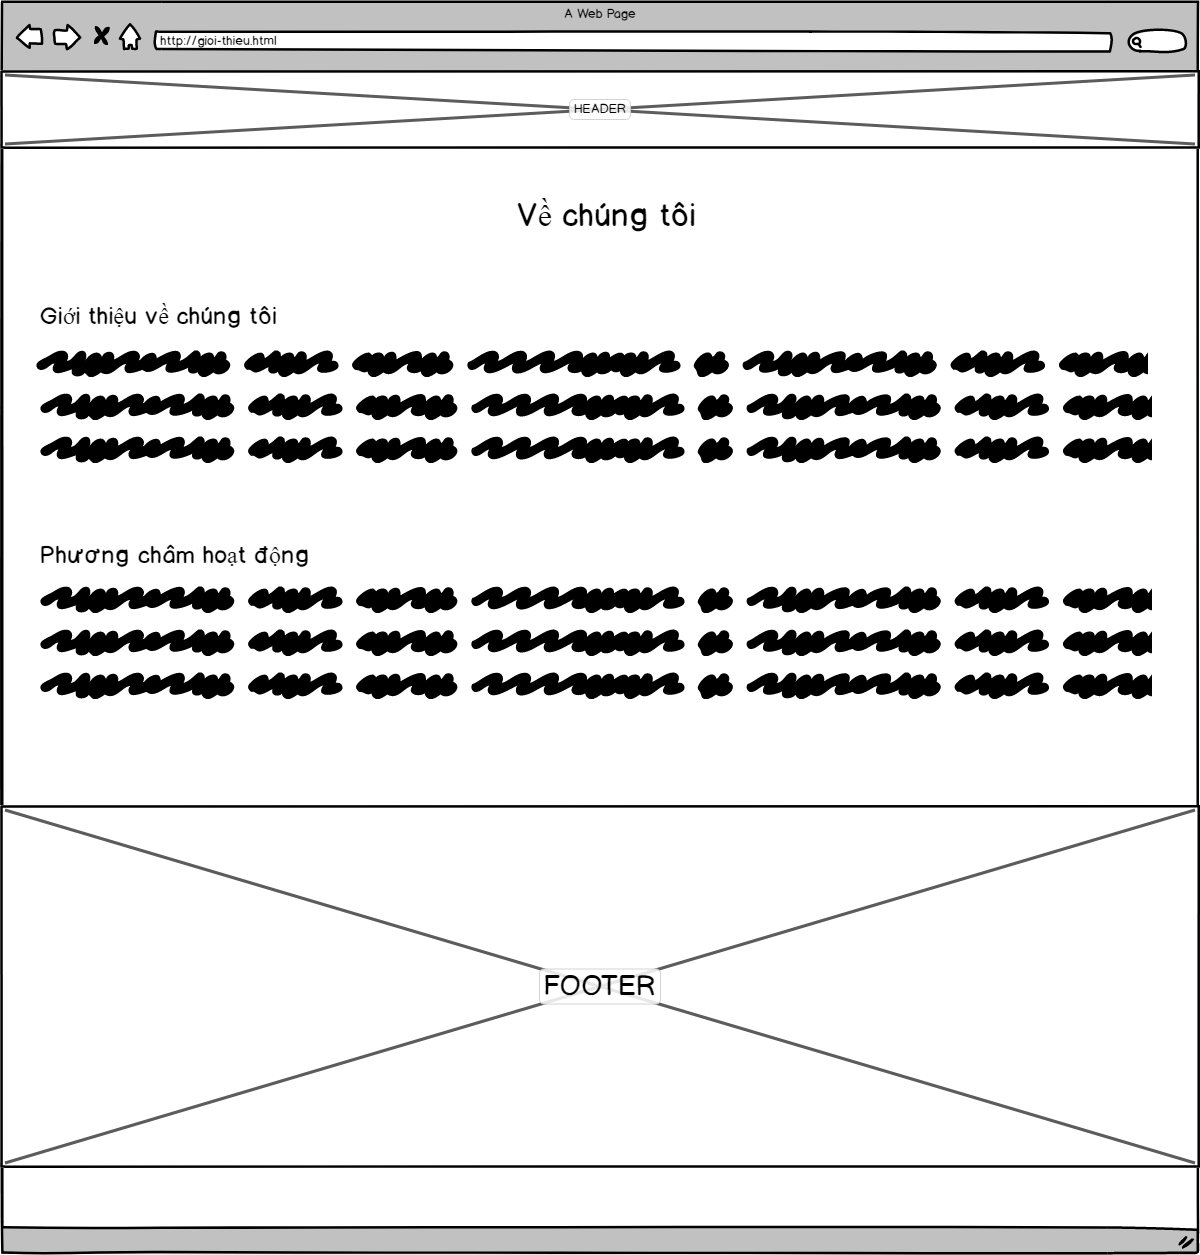 A Web Page
http://gioi-thieu.html
HEADER
Về chúng tôi
Giới thiệu về chúng tôi
Phương châm hoạt động
FOOTER